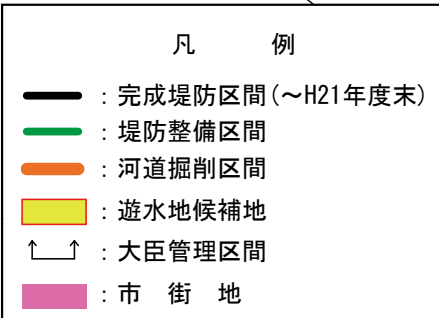 凡　　例
：完成堤防区間(～H21年度末)
：堤防整備区間
：河道掘削区間
：遊水地候補地
：大臣管理区間
：市　街　地